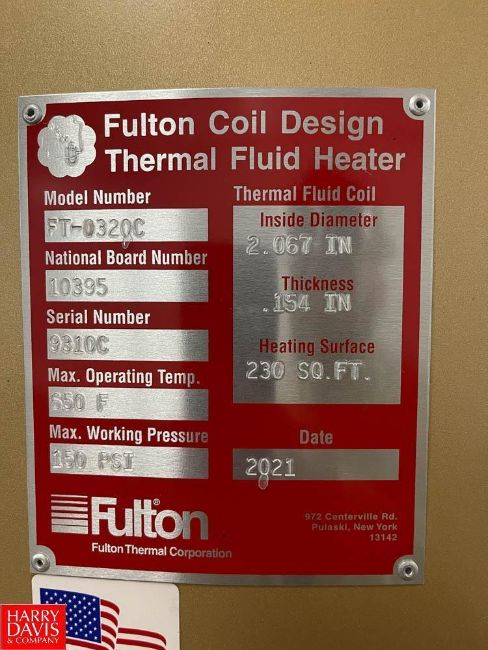 Fulton Coil Design
Thermal Fluid Heater
Model Number
FT-0320C
National Board Number
10395
Serial Number
9310C
Max. Operating Temp.
650 F
Max. Working Pressure
150 PSI
Thermal Fluid Coil
Inside Diameter
2.067 IN
Thickness
.154 IN
Heating Surface
230 SQ.FT.
Date
2021
Fulton®
Fulton Thermal Corporation
972 Centerville Rd.
Pulaski, New York
13142
HARRY
DAVIS
& COMPANY